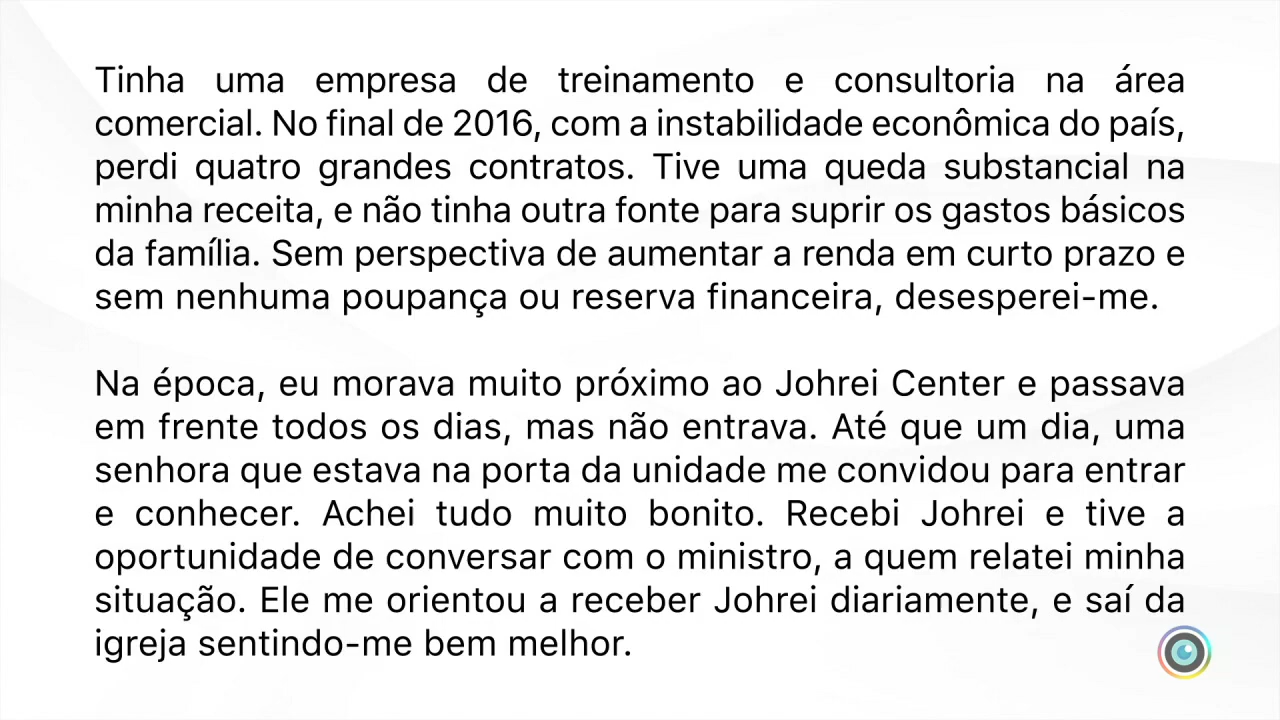 Tinha uma empresa de treinamento e consultoria na área
comercial. No final de 2016, com a instabilidade econômica do país,
perdi quatro grandes contratos. Tive uma queda substancial na
minha receita, e não tinha outra fonte para suprir os gastos básicos
da família. Sem perspectiva de aumentar a renda em curto prazo e
sem nenhuma poupança ou reserva financeira, desesperei-me.
Na época, eu morava muito próximo ao Johrei Center e passava
em frente todos os dias, mas não entrava. Até que um dia, uma
senhora que estava na porta da unidade me convidou para entrar
e conhecer. Achei tudo muito bonito. Recebi Johrei e tive a
oportunidade de conversar com o ministro, a quem relatei minha
situação. Ele me orientou a receber Johrei diariamente, e saí da
igreja sentindo-me bem melhor.